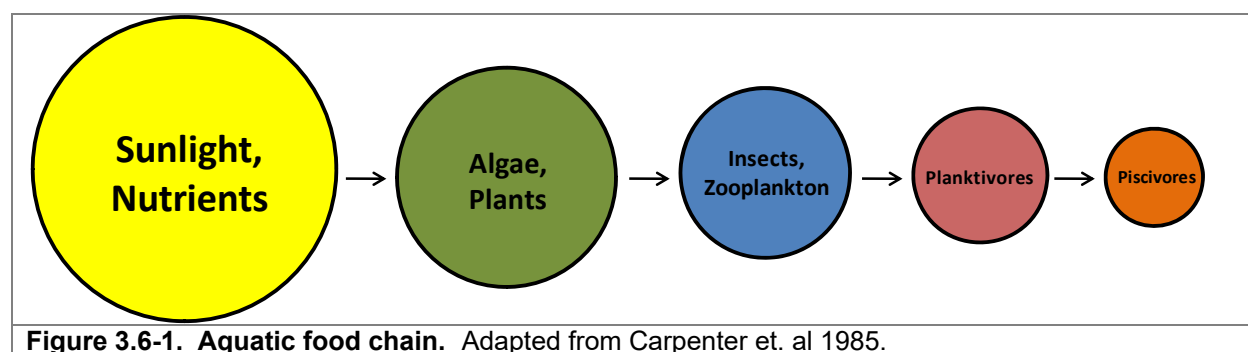 Sunlight,
Nutrients
Algae,
Plants
Insects,
Zooplankton
Planktivores
Piscivores
Figure 3.6-1. Aquatic food chain. Adapted from Carpenter et. al 1985.